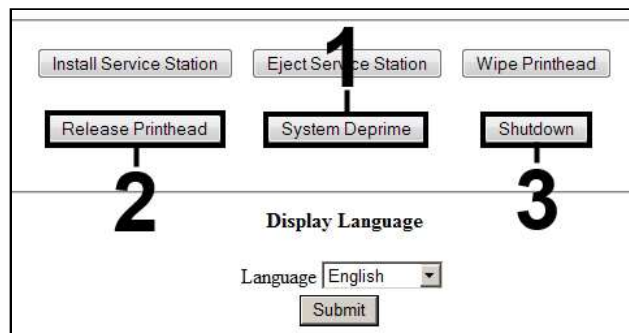 1
Install Service Station Eject Service Station Wipe Printhead
Release Printhead System Deprime Shutdown
2 3
Display Language
Language English
Submit